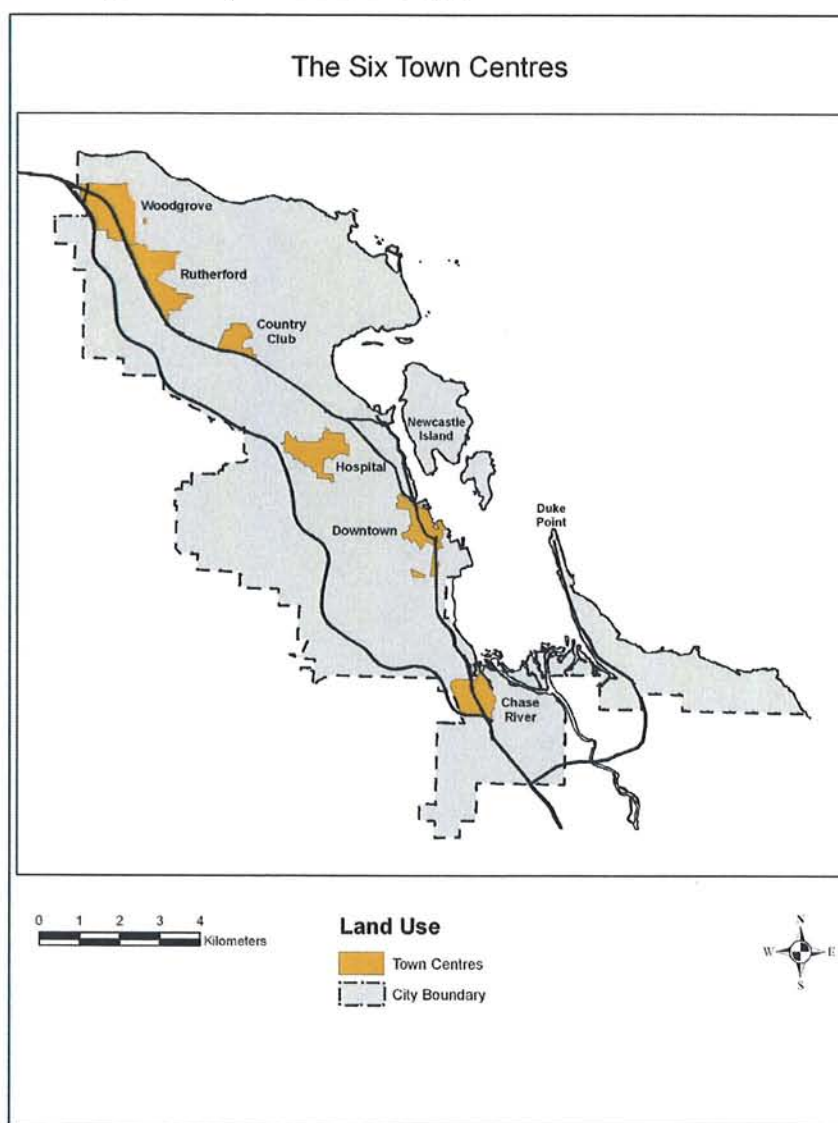 The Six Town Centres
Woodgrove
Rutherford
Country
Club
Newcastle
Island
Hospital
Downtown
Duke
Point
Chase
River
0 1 2 3 4
Kilometers
Land Use
Town Centres
City Boundary
N
W E
S